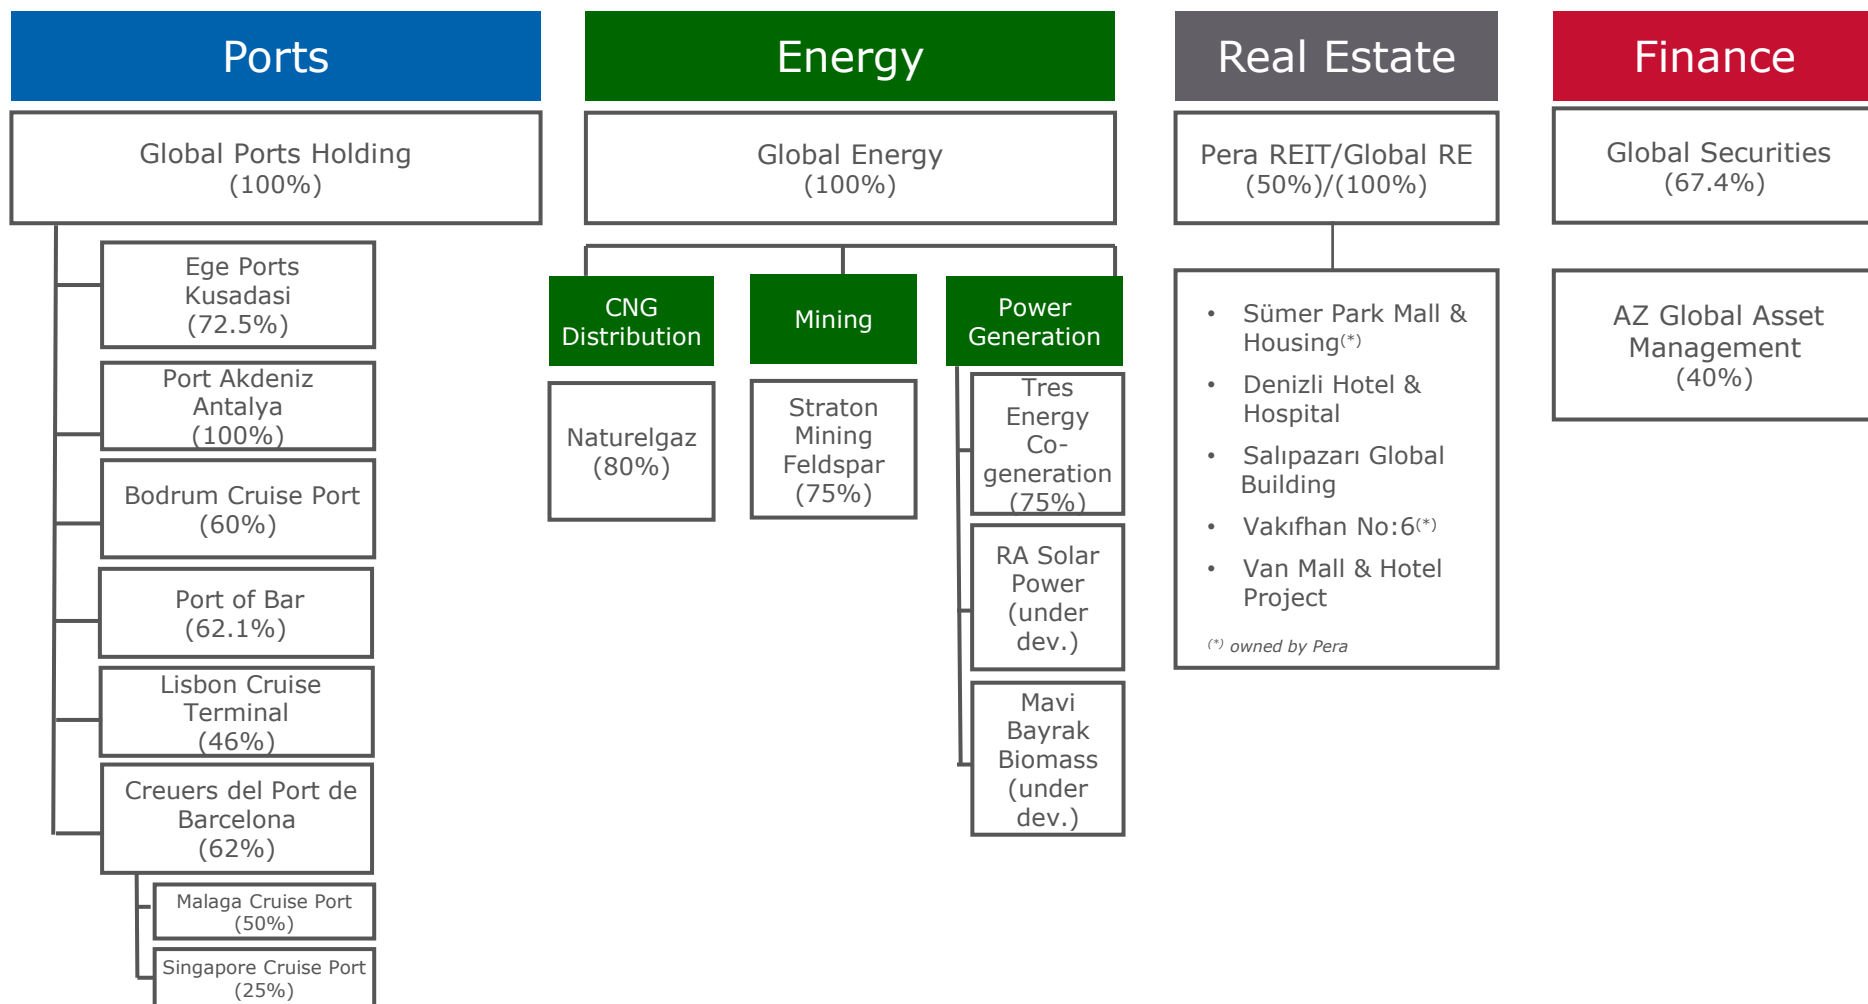 Ports
Global Ports Holding
(100%)
Ege Ports
Kusadasi
(72.5%)
Port Akdeniz
Antalya
(100%)
Bodrum Cruise Port
(60%)
Port of Bar
(62.1%)
Lisbon Cruise
Terminal
(46%)
Creuers del Port de
Barcelona
(62%)
Malaga Cruise Port
(50%)
Singapore Cruise Port
(25%)
Energy
Global Energy
(100%)
CNG
Distribution
Naturelgaz
(80%)
Mining
Straton
Mining
Feldspar
(75%)
Power
Generation
Tres
Energy
Co-
generation
(75%)
RA Solar
Power
(under
dev.)
Mavi
Bayrak
Biomass
(under
dev.)
Real Estate
Pera REIT/Global RE
(50%)/(100%)
• Sümer Park Mall &
Housing(*)
• Denizli Hotel &
Hospital
• Salıpazarı Global
Building
• Vakıfhan No:6(*)
• Van Mall & Hotel
Project
(*) owned by Pera
Finance
Global Securities
(67.4%)
AZ Global Asset
Management
(40%)